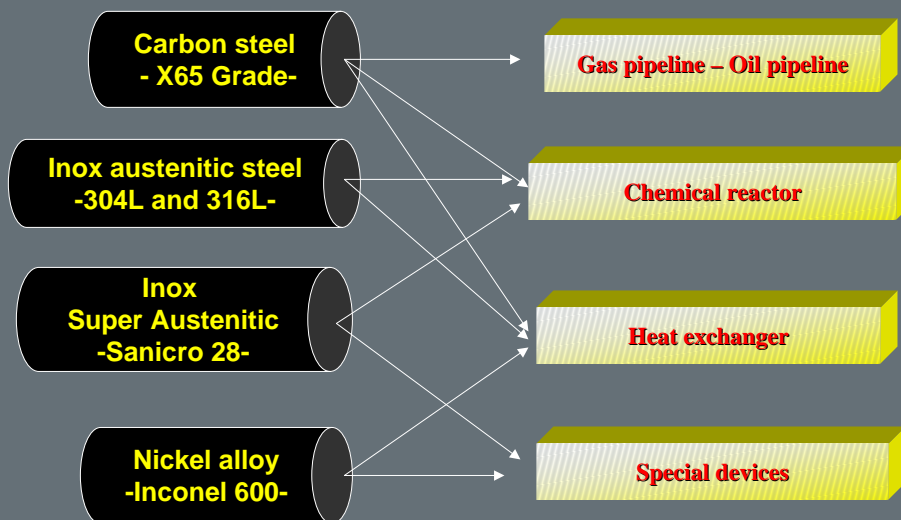 Carbon steel
- X65 Grade-
Gas pipeline – Oil pipeline
Inox austenitic steel
-304L and 316L-
Chemical reactor
Inox
Super Austenitic
-Sanicro 28-
Heat exchanger
Nickel alloy
-Inconel 600-
Special devices